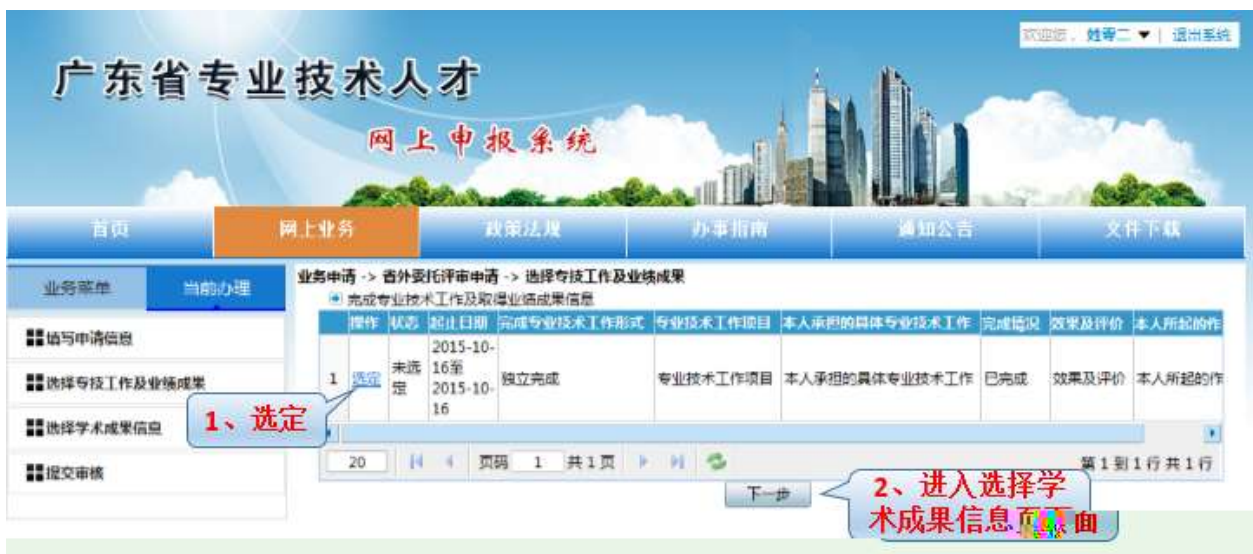 欢迎您，姓零二 ▼ | 退出系统
广东省专业技术人才
网上申报系统
首页 网上业务 政策法规 办事指南 通知公告 文件下载
业务菜单 当前办理
填写申请信息
选择专技工作及业绩成果
选择学术成果信息
提交审核
业务申请 -> 省外委托评审申请 -> 选择专技工作及业绩成果
完成专业技术工作及取得业绩成果信息
操作 状态 起止日期 完成专业技术工作形式 专业技术工作项目 本人承担的具体专业技术工作 完成情况 效果及评价 本人所起的作
1 选定 未选定 2015-10-16至2015-10-16 独立完成 专业技术工作项目 本人承担的具体专业技术工作 已完成 效果及评价 本人所起的作
1、选定
20 页码 1 共1页 第1到1行共1行
下一步
2、进入选择学
术成果信息页面